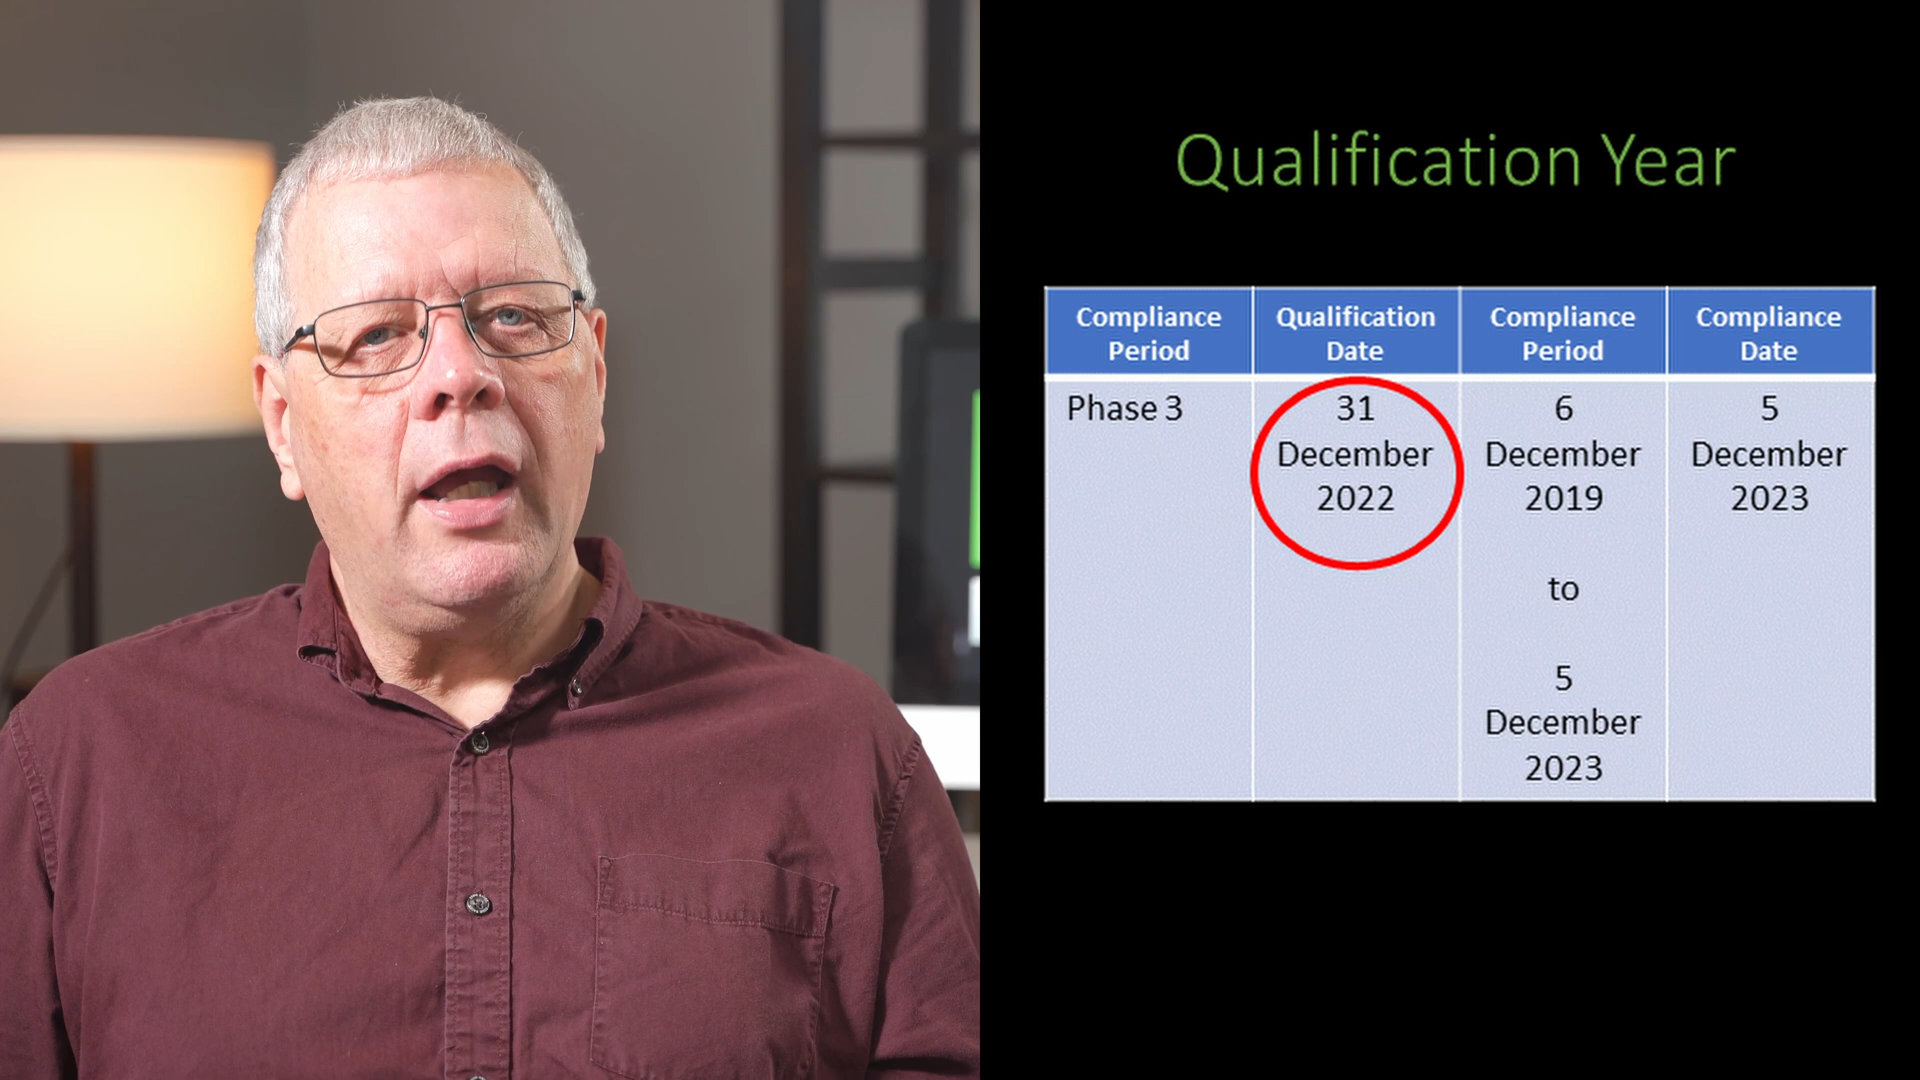 Qualification Year
Compliance Period
Qualification Date
Compliance Period
Compliance Date
Phase 3
31
December
2022
6
December
2019
to
5
December
2023
5
December
2023